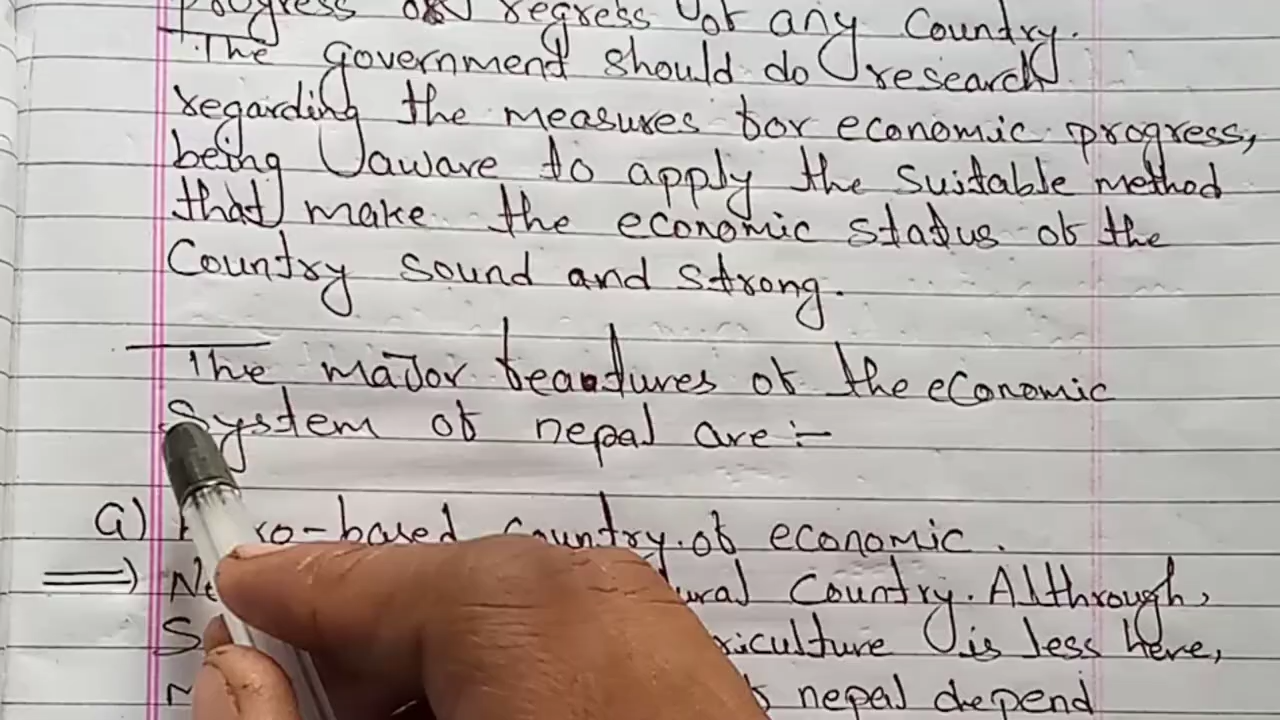 progress or regress of any country.
The government should do research
regarding the measures for economic progress,
being aware to apply the suitable method
that make the economic status of the
Country sound and strong.
The major features of the economic
System of nepal are :-
a) -based Country of economic.
=> Country. Althrough,
is less here,
nepal depend